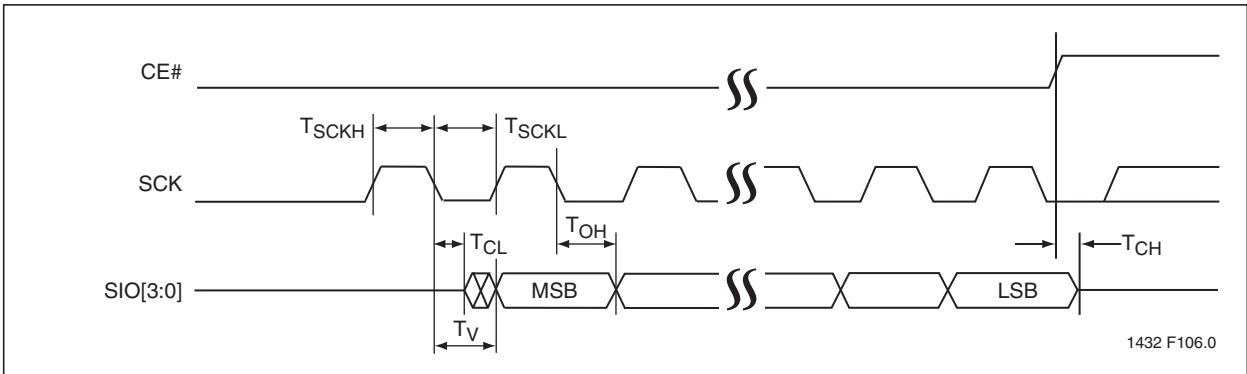 CE#
TSCKH
TSCKL
SCK
TOH
TCL
TCH
SIO[3:0]
MSB
LSB
TV
1432 F106.0